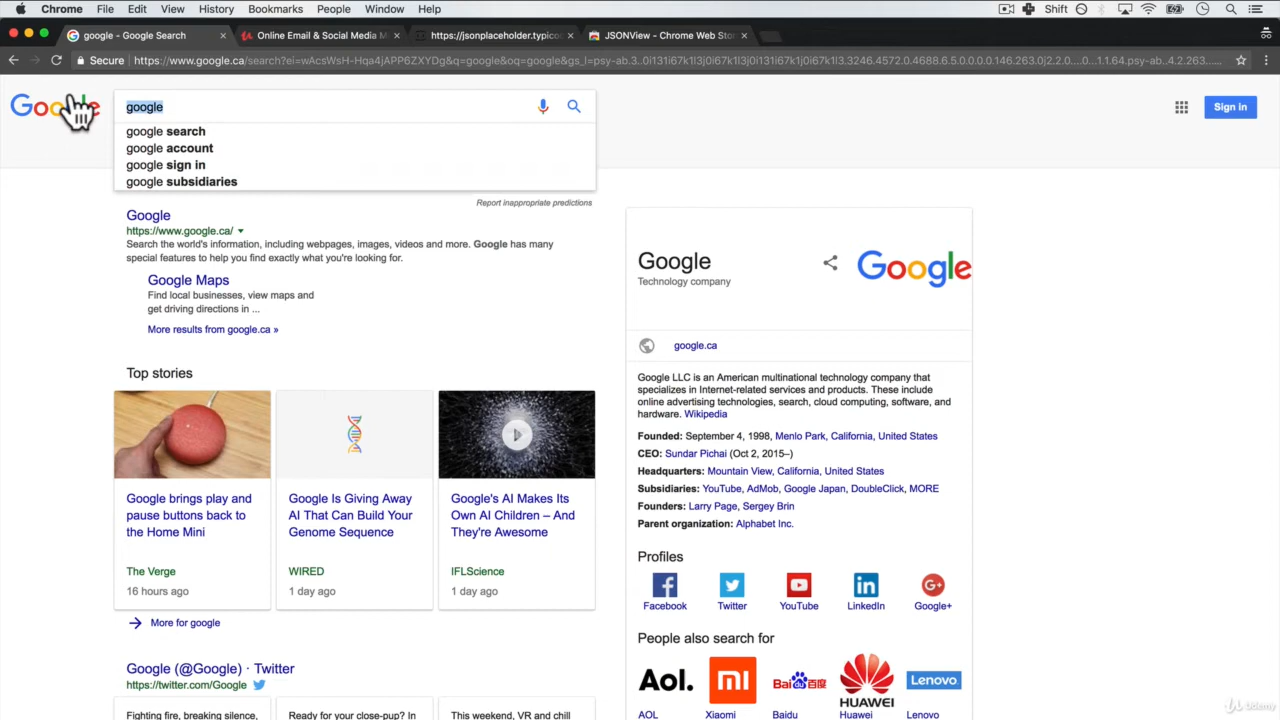 Chrome File Edit View History Bookmarks People Window Help Shift
google - Google Search × Online Email & Social Media M × https://jsonplaceholder.typico × JSONView - Chrome Web Stor ×
Secure https://www.google.ca/search?ei=wAcsWsH-Hqa4jAPP6ZXYDg&q=google&oq=google&gs_l=psy-ab.3..0i131i67k1l3j0i131i67k1j0i67k1l3.3246.4572.0.4688.6.5.0.0.0.0.146.263.0j2.2.0....0...1.1.64.psy-ab..4.2.263....
Google
google
Sign in
google search
google account
google sign in
google subsidiaries
Report inappropriate predictions
Google
https://www.google.ca/
Search the world's information, including webpages, images, videos and more. Google has many
special features to help you find exactly what you're looking for.
Google Maps
Find local businesses, view maps and
get driving directions in ...
More results from google.ca »
Top stories
Google brings play and
pause buttons back to
the Home Mini
The Verge
16 hours ago
Google Is Giving Away
AI That Can Build Your
Genome Sequence
WIRED
1 day ago
Google's AI Makes Its
Own AI Children – And
They're Awesome
IFLScience
1 day ago
More for google
Google (@Google) · Twitter
https://twitter.com/Google
Fighting fire, breaking silence,
Ready for your close-up? In
This weekend, VR and chill
Google
Technology company
Google
google.ca
Google LLC is an American multinational technology company that
specializes in Internet-related services and products. These include
online advertising technologies, search, cloud computing, software, and
hardware. Wikipedia
Founded: September 4, 1998, Menlo Park, California, United States
CEO: Sundar Pichai (Oct 2, 2015–)
Headquarters: Mountain View, California, United States
Subsidiaries: YouTube, AdMob, Google Japan, DoubleClick, MORE
Founders: Larry Page, Sergey Brin
Parent organization: Alphabet Inc.
Profiles
Facebook Twitter YouTube LinkedIn Google+
People also search for
Aol. mi Bai du 百度 HUAWEI Lenovo
AOL Xiaomi Baidu Huawei Lenovo
Udemy